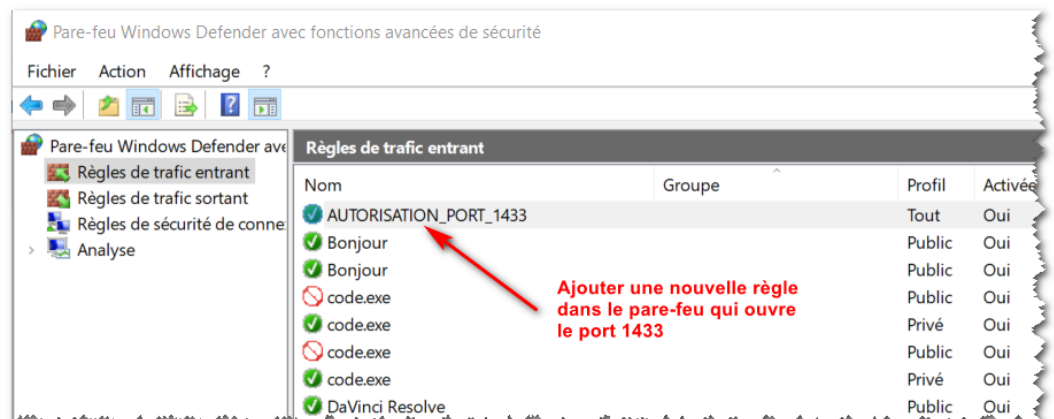 Pare-feu Windows Defender avec fonctions avancées de sécurité
Fichier Action Affichage ?
Pare-feu Windows Defender ave
Règles de trafic entrant
Règles de trafic sortant
Règles de sécurité de conne
Analyse
Règles de trafic entrant
Nom Groupe Profil Activée
AUTORISATION_PORT_1433 Tout Oui
Bonjour Public Oui
Bonjour Public Oui
code.exe Public Oui
code.exe Privé Oui
code.exe Public Oui
code.exe Privé Oui
DaVinci Resolve Public Oui
Ajouter une nouvelle règle
dans le pare-feu qui ouvre
le port 1433